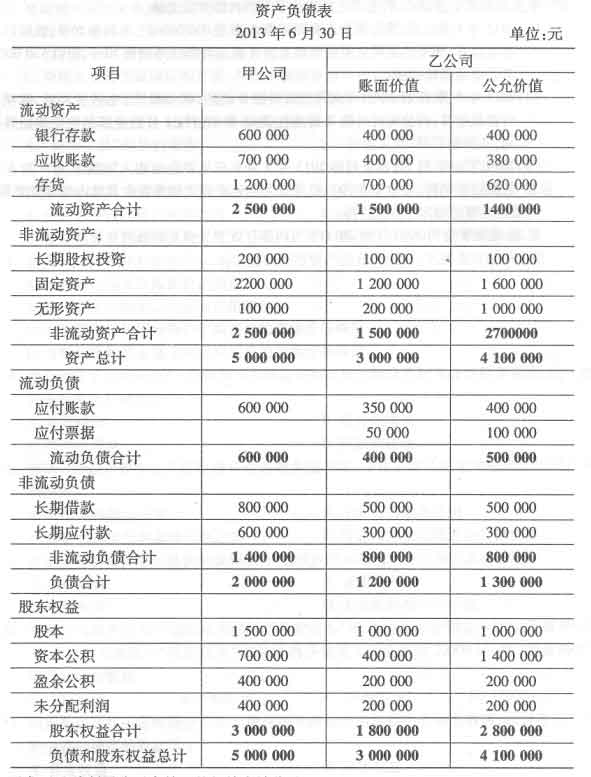 资产负债表
2013年6月30日 单位:元
项目 甲公司 乙公司
账面价值 公允价值
流动资产
银行存款 600 000 400 000 400 000
应收账款 700 000 400 000 380 000
存货 1 200 000 700 000 620 000
流动资产合计 2 500 000 1 500 000 1400 000
非流动资产:
长期股权投资 200 000 100 000 100 000
固定资产 2200 000 1 200 000 1 600 000
无形资产 100 000 200 000 1 000 000
非流动资产合计 2 500 000 1 500 000 2700000
资产总计 5 000 000 3 000 000 4 100 000
流动负债
应付账款 600 000 350 000 400 000
应付票据 50 000 100 000
流动负债合计 600 000 400 000 500 000
非流动负债
长期借款 800 000 500 000 500 000
长期应付款 600 000 300 000 300 000
非流动负债合计 1 400 000 800 000 800 000
负债合计 2 000 000 1 200 000 1 300 000
股东权益
股本 1 500 000 1 000 000 1 000 000
资本公积 700 000 400 000 1 400 000
盈余公积 400 000 200 000 200 000
未分配利润 400 000 200 000 200 000
股东权益合计 3 000 000 1 800 000 2 800 000
负债和股东权益总计 5 000 000 3 000 000 4 100 000